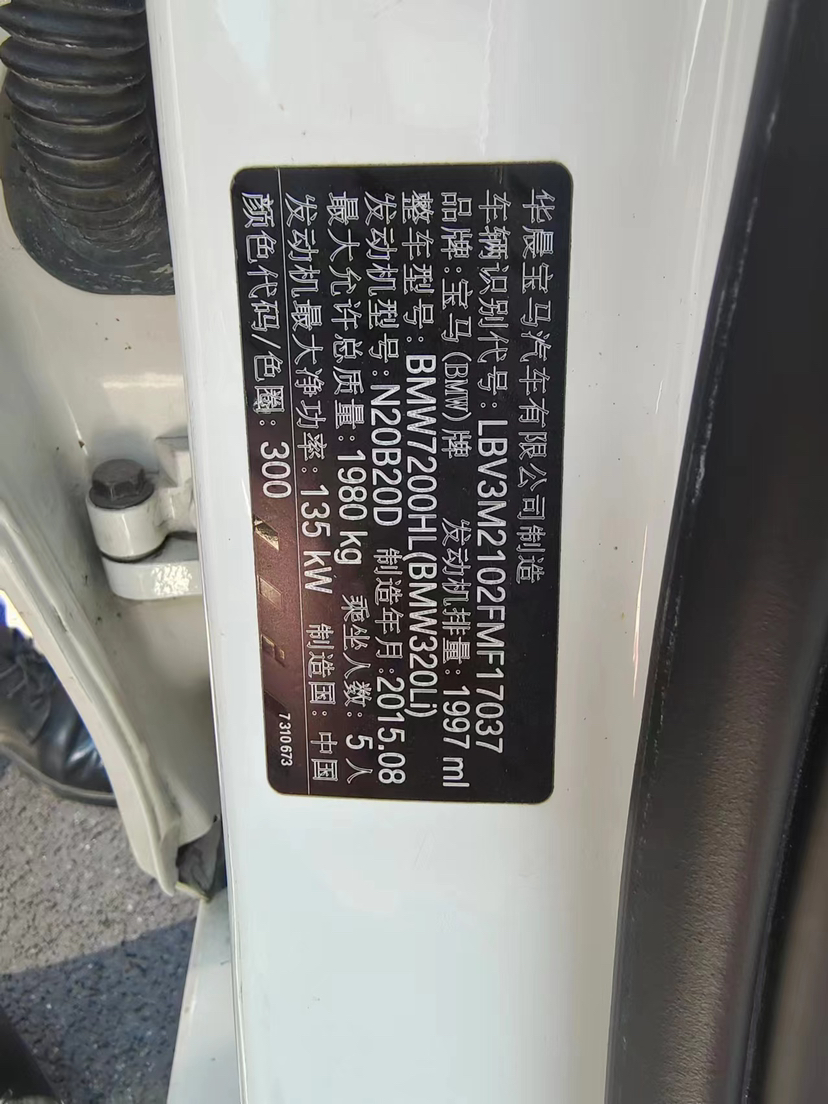 华晨宝马汽车有限公司制造
车辆识别代号: LBV3M2102FMF17037
品牌:宝马(BMW)牌 发动机排量: 1997 ml
整车型号: BMW7200HL(BMW320Li)
发动机型号: N20B20D 制造年月: 2015.08
最大允许总质量: 1980 kg 乘坐人数: 5 人
发动机最大净功率: 135 kW 制造国: 中国
颜色代码/色圈: 300
7310673